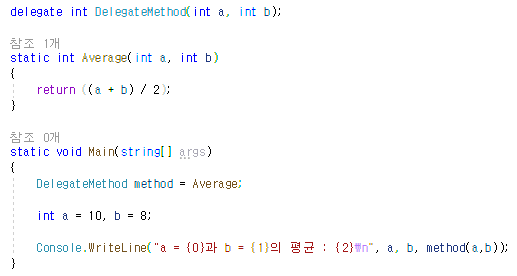 delegate int DelegateMethod(int a, int b);
참조 1개
static int Average(int a, int b)
{
return ((a + b) / 2);
}
참조 0개
static void Main(string[] args)
{
DelegateMethod method = Average;
int a = 10, b = 8;
Console.WriteLine("a = {0}과 b = {1}의 평균 : {2}₩n", a, b, method(a,b));
}